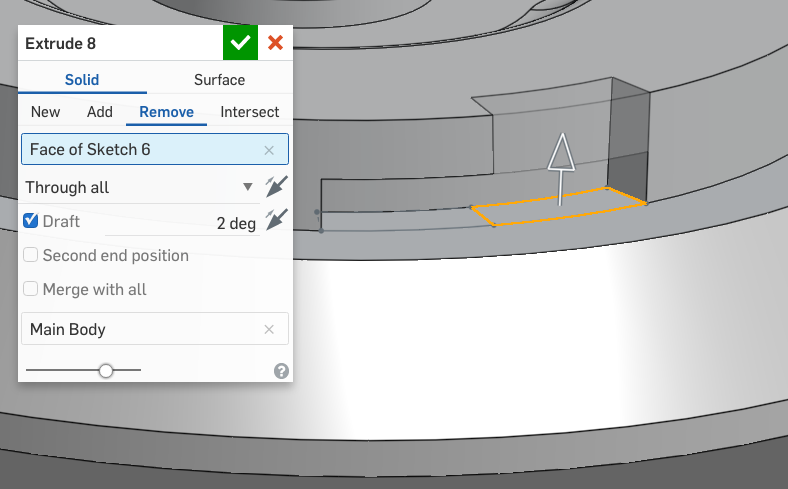 Extrude 8
Solid Surface
New Add Remove Intersect
Face of Sketch 6
Through all
Draft 2 deg
Second end position
Merge with all
Main Body